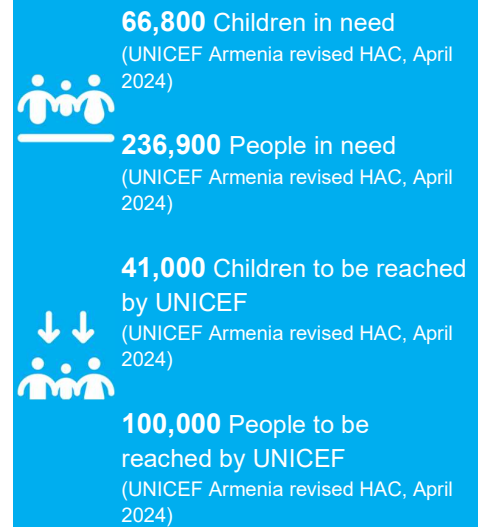 66,800 Children in need
(UNICEF Armenia revised HAC, April
2024)
236,900 People in need
(UNICEF Armenia revised HAC, April
2024)
41,000 Children to be reached
by UNICEF
(UNICEF Armenia revised HAC, April
2024)
100,000 People to be
reached by UNICEF
(UNICEF Armenia revised HAC, April
2024)